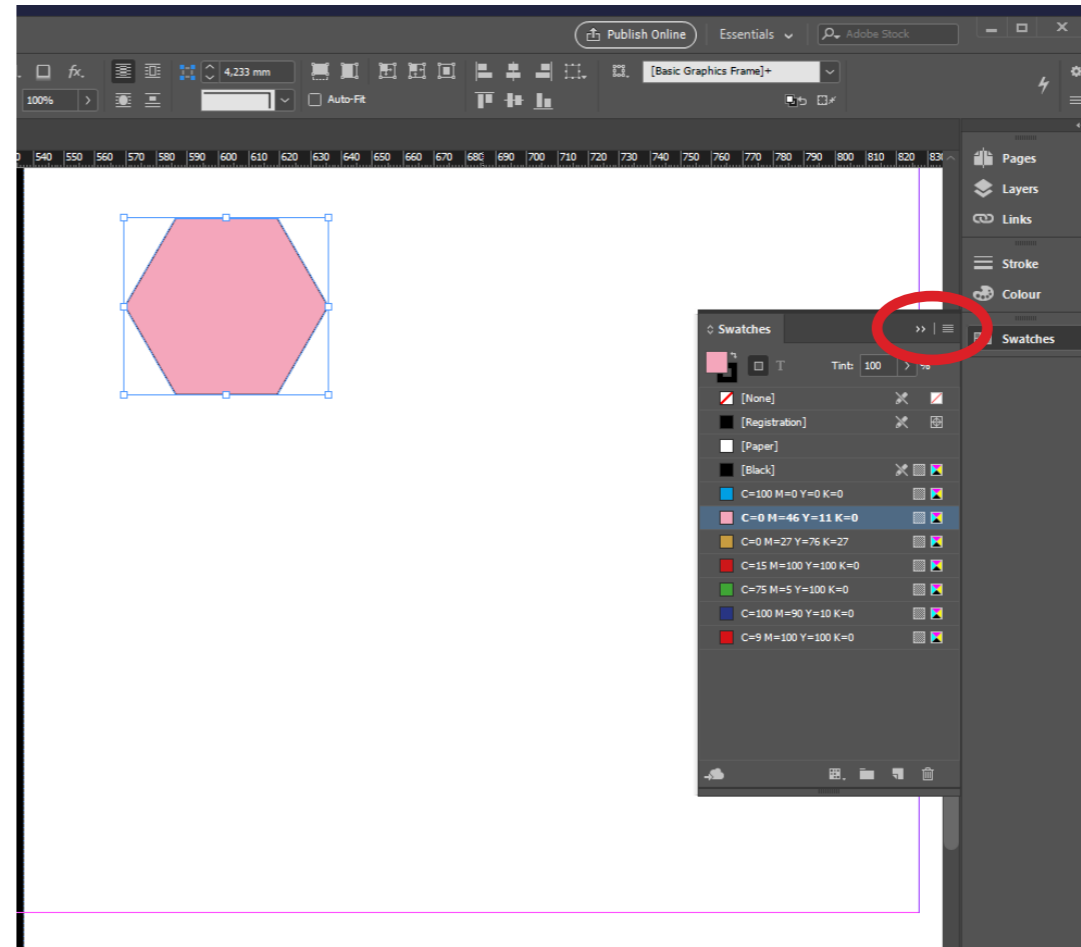 Publish Online Essentials Adobe Stock
fx. 4,233 mm [Basic Graphics Frame]+
100% Auto-Fit
540 550 560 570 580 590 600 610 620 630 640 650 660 670 680 690 700 710 720 730 740 750 760 770 780 790 800 810 820
Pages
Layers
Links
Stroke
Colour
Swatches
Swatches
T Tint: 100 %
[None]
[Registration]
[Paper]
[Black]
C=100 M=0 Y=0 K=0
C=0 M=46 Y=11 K=0
C=0 M=27 Y=76 K=27
C=15 M=100 Y=100 K=0
C=75 M=5 Y=100 K=0
C=100 M=90 Y=10 K=0
C=9 M=100 Y=100 K=0